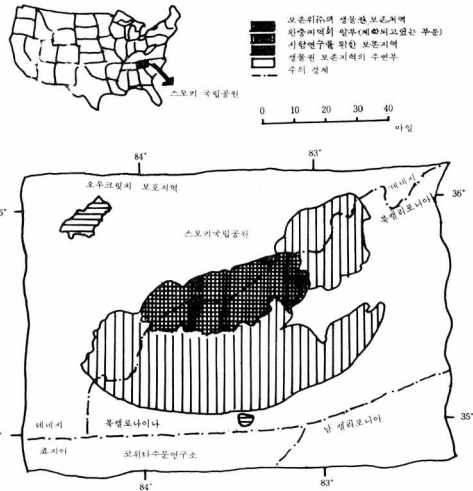 보존위주의 생물권 보존지역
완충지역의 일부(계획되고있는 부문)
시험연구를 위한 보존지역
생물권 보존지역의 주변부
주의 경계
스모키 국립공원
0 10 20 30 40
마일
84° 83°
오우크릿치 보호지역
테네시
북캘리포니아
36°
스모키국립공원
테네시 북캘로나이나
남 캘리로니아
35°
죠지아 코위타수문연구소
84° 83°